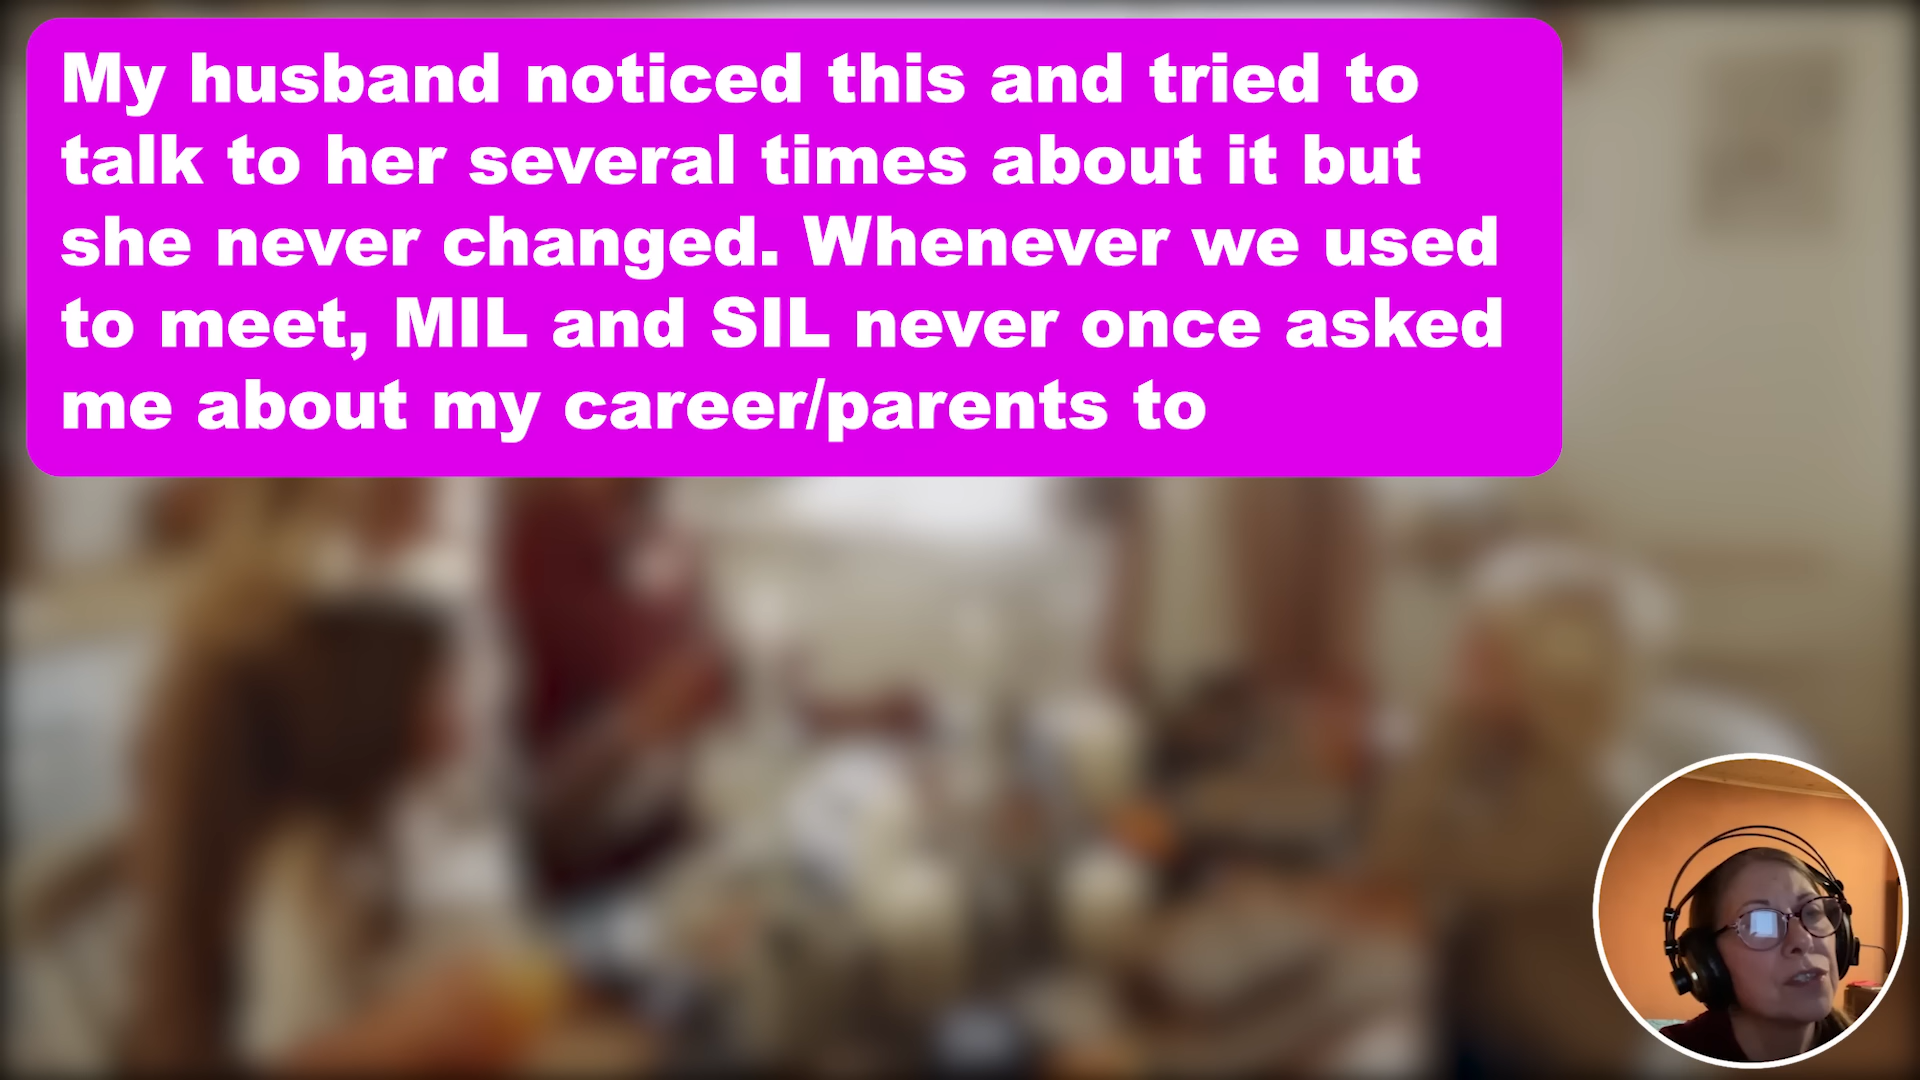 My husband noticed this and tried to
talk to her several times about it but
she never changed. Whenever we used
to meet, MIL and SIL never once asked
me about my career/parents to